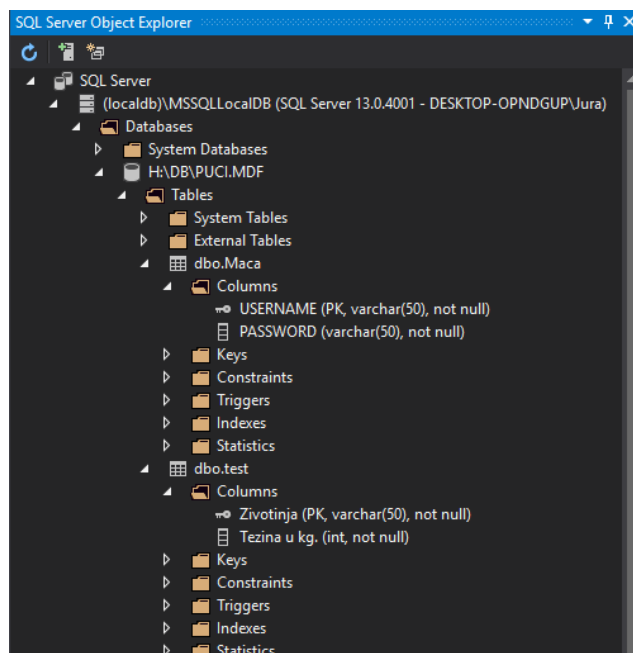 SQL Server Object Explorer
SQL Server
(localdb)\MSSQLLocalDB (SQL Server 13.0.4001 - DESKTOP-OPNDGUP\Jura)
Databases
System Databases
H:\DB\PUCI.MDF
Tables
System Tables
External Tables
dbo.Maca
Columns
USERNAME (PK, varchar(50), not null)
PASSWORD (varchar(50), not null)
Keys
Constraints
Triggers
Indexes
Statistics
dbo.test
Columns
Zivotinja (PK, varchar(50), not null)
Tezina u kg. (int, not null)
Keys
Constraints
Triggers
Indexes
Statistics